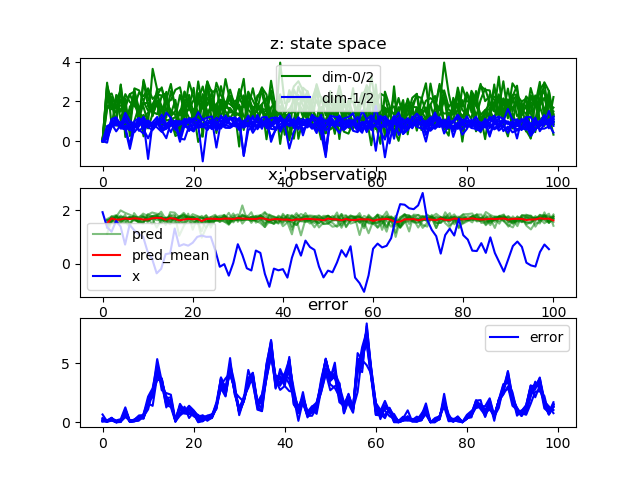 z: state space
4
2
0
dim-0/2
dim-1/2
0 20 40 60 80 100
x: observation
2
0
pred
pred_mean
x
0 20 40 60 80 100
error
5
0
error
0 20 40 60 80 100